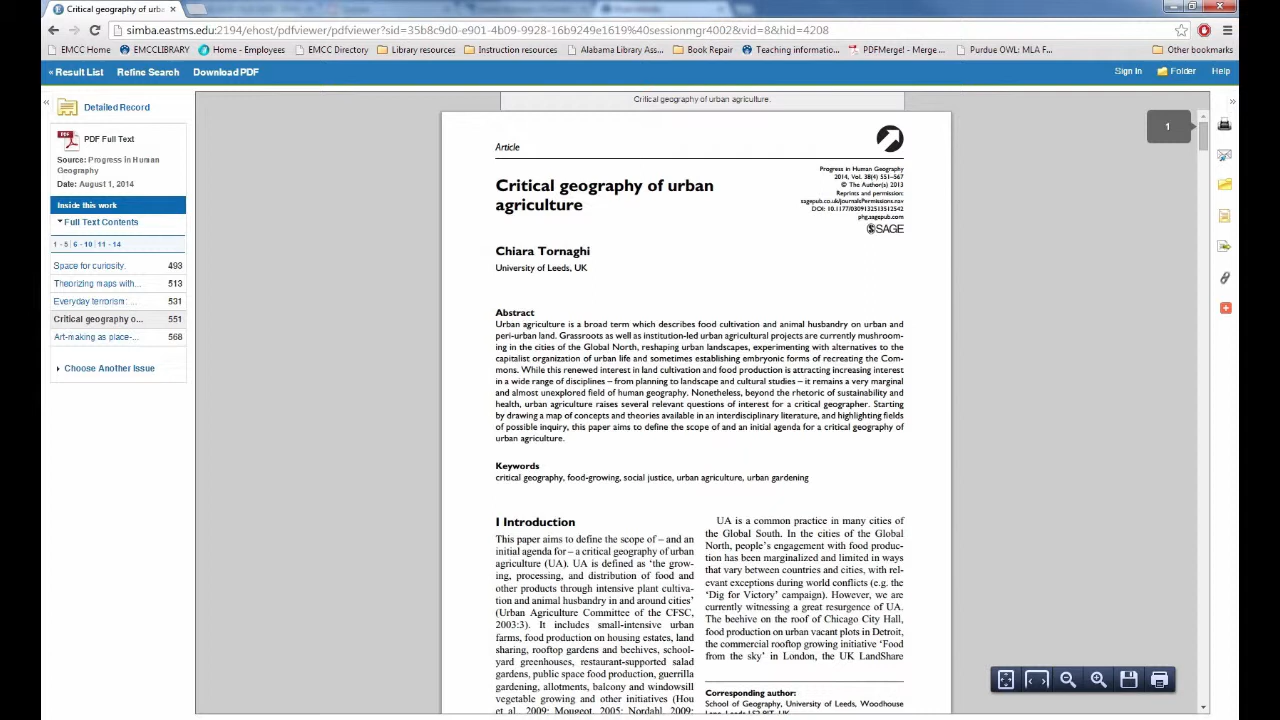 Critical geography of urba
simba.eastms.edu:2194/ehost/pdfviewer/pdfviewer?sid=35b8c9d0-e901-4b09-9928-16b9249e1619%40sessionmgr4002&vid=8&hid=4208
EMCC Home
EMCCLIBRARY
Home - Employees
EMCC Directory
Library resources
Instruction resources
Alabama Library Ass...
Book Repair
Teaching informatio...
PDFMerge! - Merge ...
Purdue OWL: MLA F...
Other bookmarks
« Result List
Refine Search
Download PDF
Sign In
Folder
Help
«
Detailed Record
PDF Full Text
Source: Progress in Human
Geography
Date: August 1, 2014
Inside this work
Full Text Contents
1 - 5 | 6 - 10 | 11 - 14
Space for curiosity. 493
Theorizing maps with... 513
Everyday terrorism: ... 531
Critical geography o... 551
Art-making as place-... 568
Choose Another Issue
Critical geography of urban agriculture.
1
»
Article
Progress in Human Geography
2014, Vol. 38(4) 551–567
© The Author(s) 2013
Reprints and permission:
sagepub.co.uk/journalsPermissions.nav
DOI: 10.1177/0309132513512542
phg.sagepub.com
SAGE
Critical geography of urban
agriculture
Chiara Tornaghi
University of Leeds, UK
Abstract
Urban agriculture is a broad term which describes food cultivation and animal husbandry on urban and
peri-urban land. Grassroots as well as institution-led urban agricultural projects are currently mushroom-
ing in the cities of the Global North, reshaping urban landscapes, experimenting with alternatives to the
capitalist organization of urban life and sometimes establishing embryonic forms of recreating the Com-
mons. While this renewed interest in land cultivation and food production is attracting increasing interest
in a wide range of disciplines – from planning to landscape and cultural studies – it remains a very marginal
and almost unexplored field of human geography. Nonetheless, beyond the rhetoric of sustainability and
health, urban agriculture raises several relevant questions of interest for a critical geographer. Starting
by drawing a map of concepts and theories available in an interdisciplinary literature, and highlighting fields
of possible inquiry, this paper aims to define the scope of and an initial agenda for a critical geography of
urban agriculture.
Keywords
critical geography, food-growing, social justice, urban agriculture, urban gardening
I Introduction
This paper aims to define the scope of – and an
initial agenda for – a critical geography of urban
agriculture (UA). UA is defined as ‘the grow-
ing, processing, and distribution of food and
other products through intensive plant cultiva-
tion and animal husbandry in and around cities’
(Urban Agriculture Committee of the CFSC,
2003:3). It includes small-intensive urban
farms, food production on housing estates, land
sharing, rooftop gardens and beehives, school-
yard greenhouses, restaurant-supported salad
gardens, public space food production, guerrilla
gardening, allotments, balcony and windowsill
vegetable growing and other initiatives (Hou
et al., 2009; Mougeot, 2005; Nordahl, 2009;
UA is a common practice in many cities of
the Global South. In the cities of the Global
North, people’s engagement with food produc-
tion has been marginalized and limited in ways
that vary between countries and cities, with rel-
evant exceptions during world conflicts (e.g. the
‘Dig for Victory’ campaign). However, we are
currently witnessing a great resurgence of UA.
The beehive on the roof of Chicago City Hall,
food production on urban vacant plots in Detroit,
the commercial rooftop growing initiative ‘Food
from the sky’ in London, the UK LandShare
Corresponding author:
School of Geography, University of Leeds, Woodhouse
Lane, Leeds LS2 9JT, UK